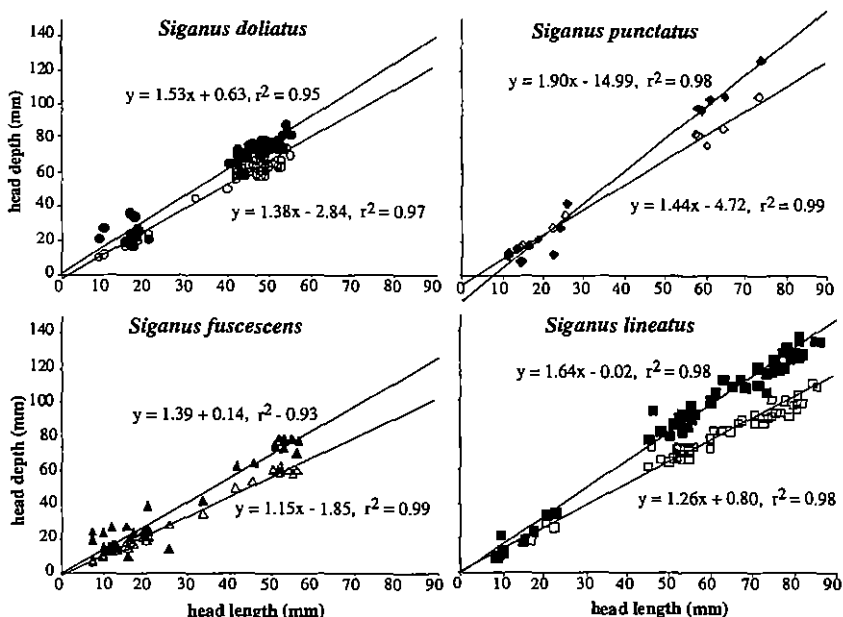 Siganus doliatus
140
120
100
80
60
40
20
0
head depth (mm)
y = 1.53x + 0.63, r2 = 0.95
y = 1.38x - 2.84, r2 = 0.97
0 10 20 30 40 50 60 70 80 90
Siganus punctatus
y = 1.90x - 14.99, r2 = 0.98
y = 1.44x - 4.72, r2 = 0.99
0 10 20 30 40 50 60 70 80 90
Siganus fuscescens
140
120
100
80
60
40
20
0
head depth (mm)
y = 1.39 + 0.14, r2 - 0.93
y = 1.15x - 1.85, r2 = 0.99
0 10 20 30 40 50 60 70 80 90
head length (mm)
Siganus lineatus
y = 1.64x - 0.02, r2 = 0.98
y = 1.26x + 0.80, r2 = 0.98
0 10 20 30 40 50 60 70 80 90
head length (mm)